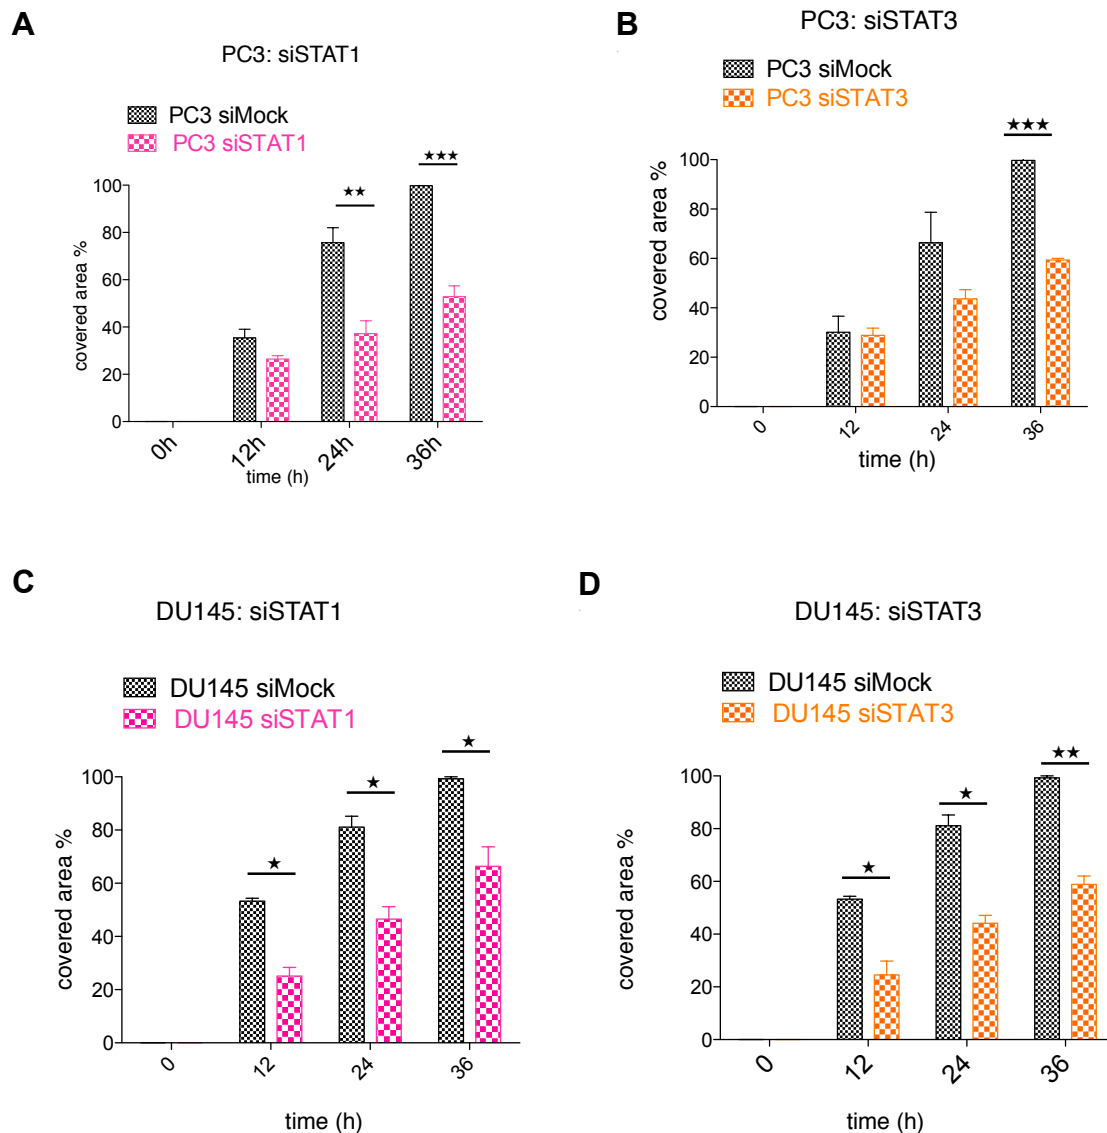 A
PC3: siSTAT1
PC3 siMock
PC3 siSTAT1
★★★
★★
100
80
60
40
20
0
covered area %
0h
12h
24h
36h
time (h)
B
PC3: siSTAT3
PC3 siMock
PC3 siSTAT3
★★★
100
80
60
40
20
0
covered area %
0
12
24
36
time (h)
C
DU145: siSTAT1
DU145 siMock
DU145 siSTAT1
★
★
★
100
80
60
40
20
0
covered area %
0
12
24
36
time (h)
D
DU145: siSTAT3
DU145 siMock
DU145 siSTAT3
★★
★
★
100
80
60
40
20
0
covered area %
0
12
24
36
time (h)